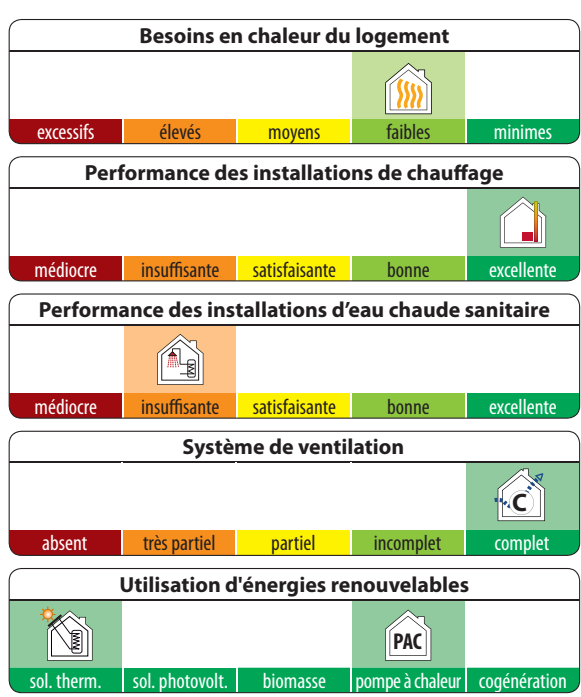 Besoins en chaleur du logement
excessifs élevés moyens faibles minimes
Performance des installations de chauffage
médiocre insuffisante satisfaisante bonne excellente
Performance des installations d’eau chaude sanitaire
médiocre insuffisante satisfaisante bonne excellente
Système de ventilation
C
absent très partiel partiel incomplet complet
Utilisation d'énergies renouvelables
PAC
sol. therm. sol. photovolt. biomasse pompe à chaleur cogénération